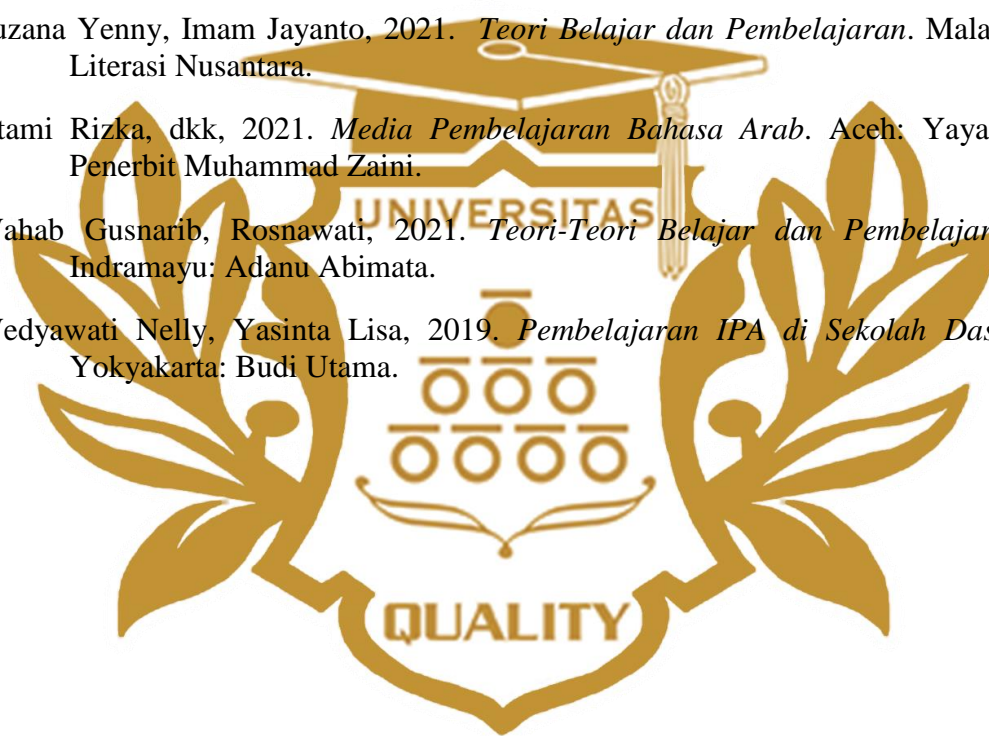 uzana Yenny, Imam Jayanto, 2021. Teori Belajar dan Pembelajaran. Mala
Literasi Nusantara.
tami Rizka, dkk, 2021. Media Pembelajaran Bahasa Arab. Aceh: Yaya
Penerbit Muhammad Zaini.
ahab Gusnarib, Rosnawati, 2021. Teori-Teori Belajar dan Pembelajar
Indramayu: Adanu Abimata.
edyawati Nelly, Yasinta Lisa, 2019. Pembelajaran IPA di Sekolah Das
Yokyakarta: Budi Utama.
UNIVERSITAS
QUALITY